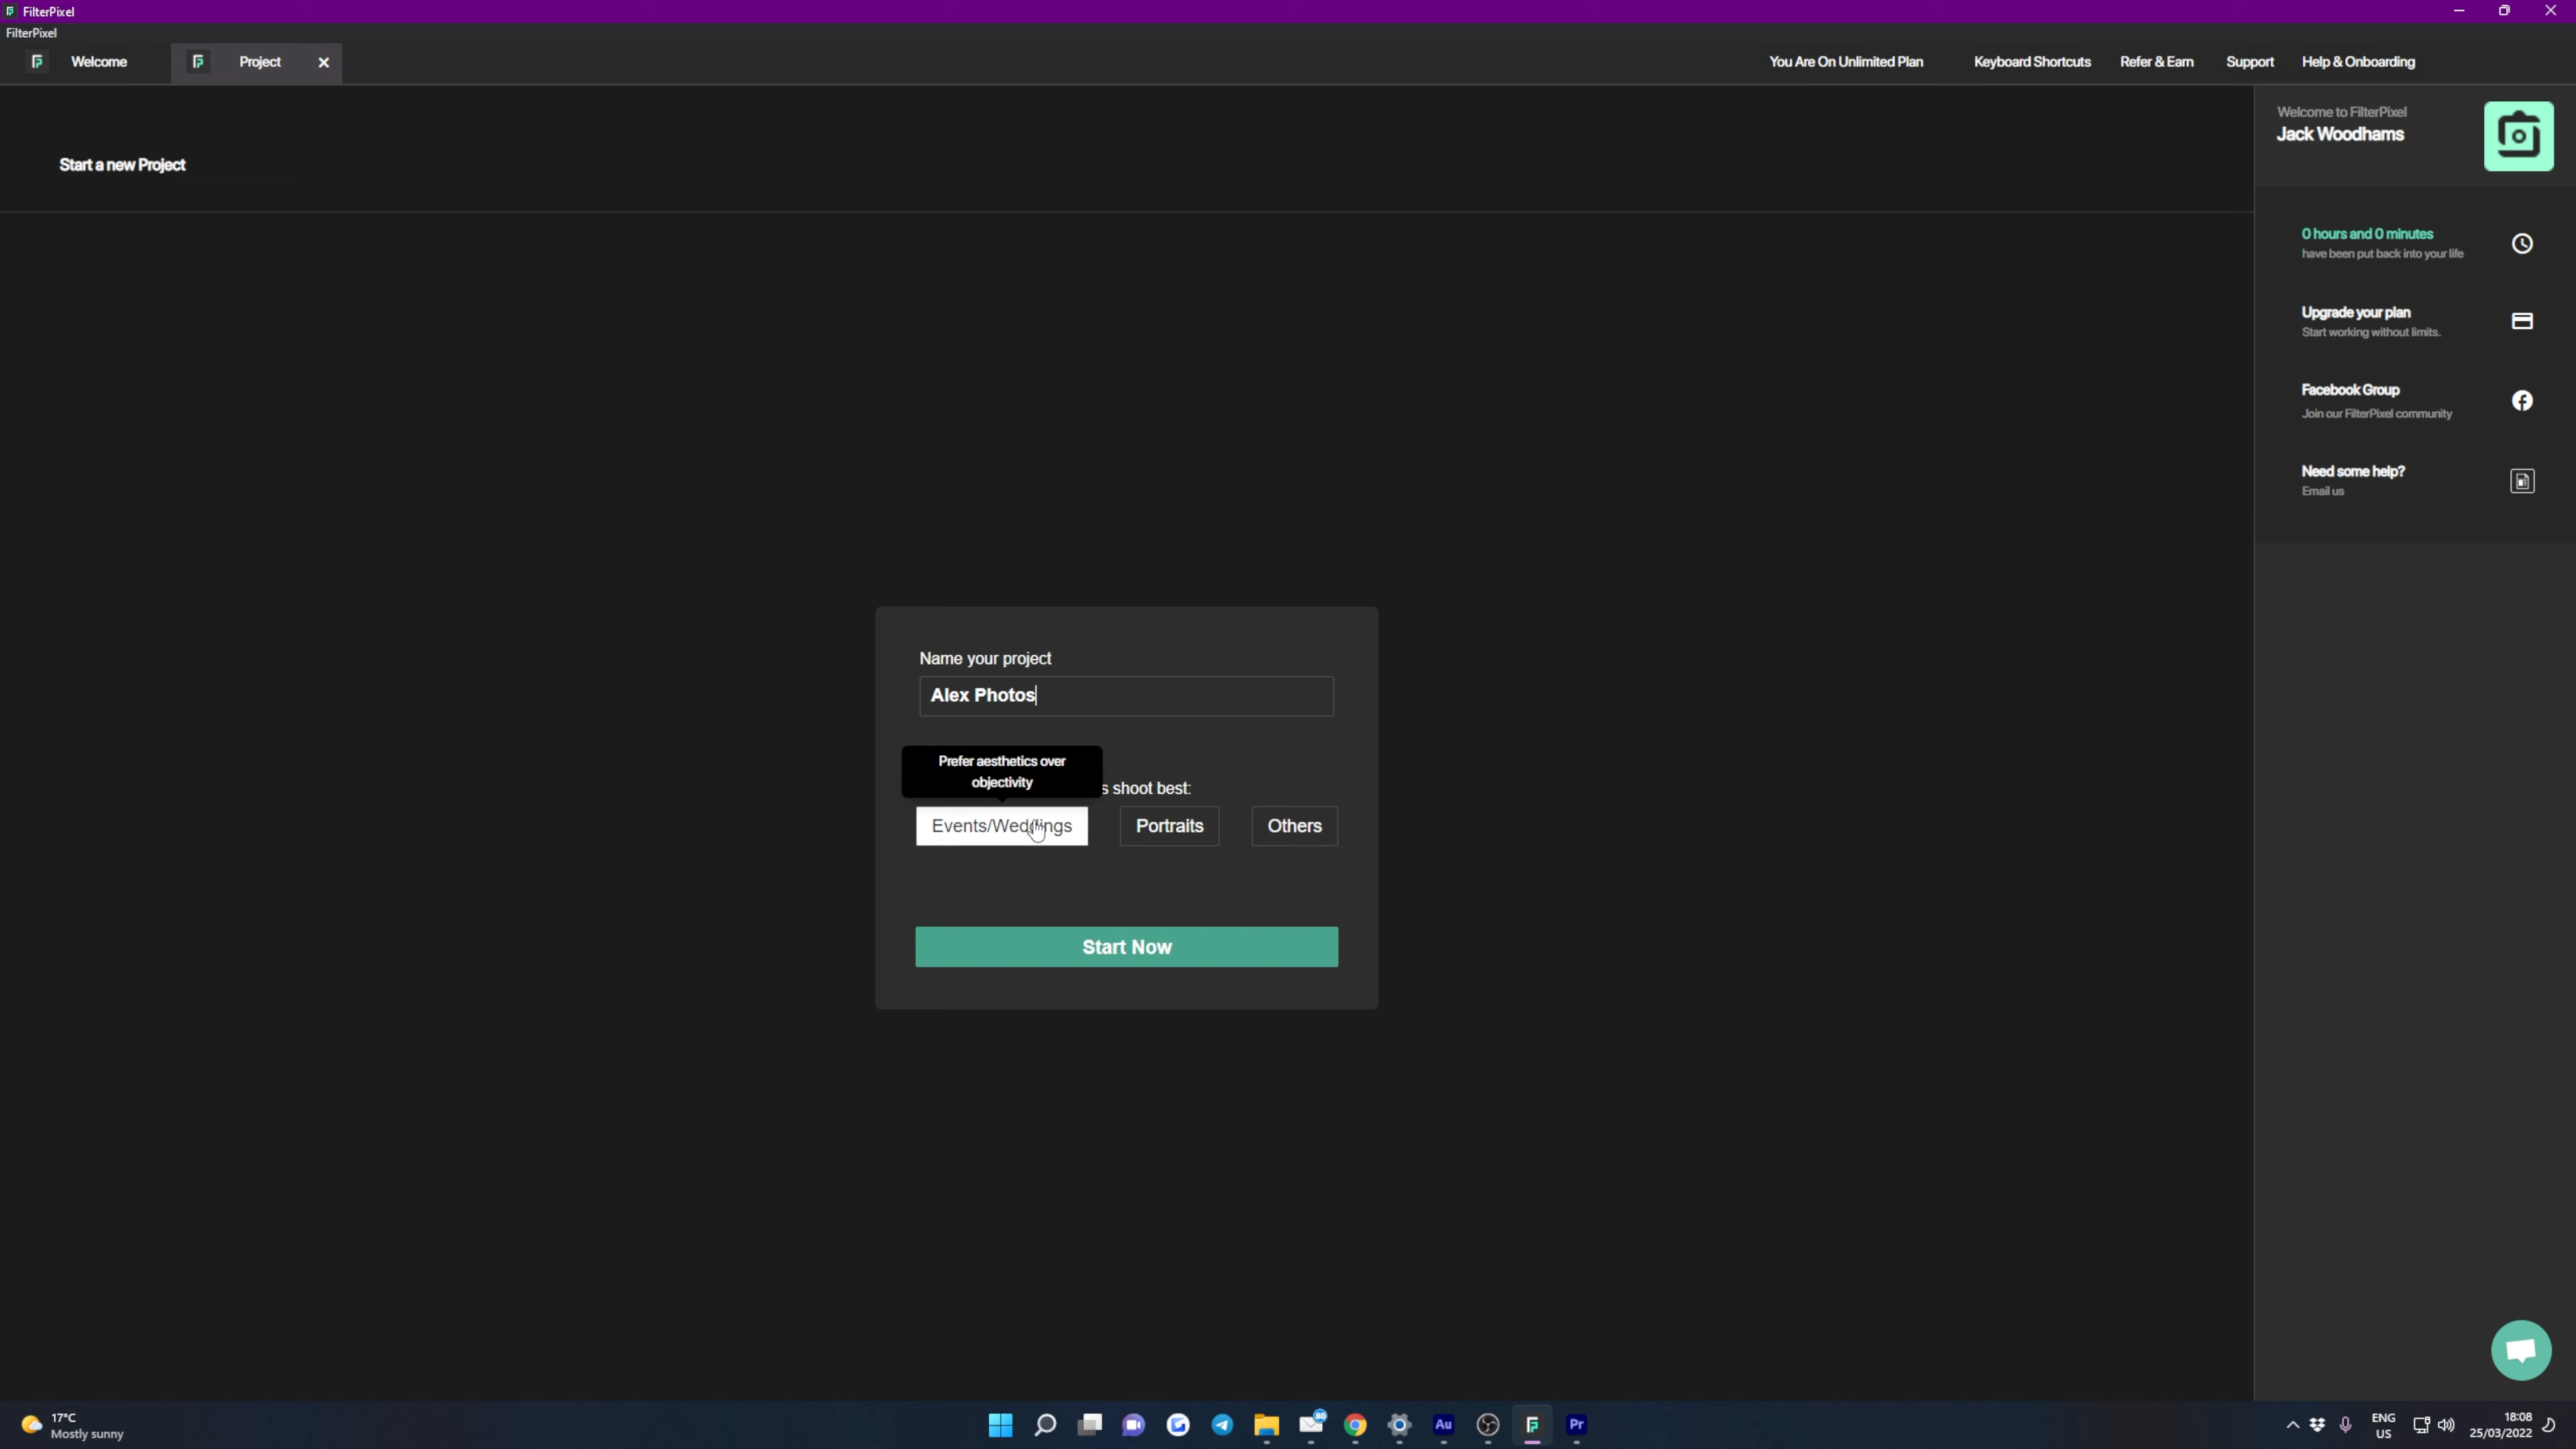 FilterPixel
FilterPixel
Welcome
Project
You Are On Unlimited Plan
Keyboard Shortcuts
Refer & Earn
Support
Help & Onboarding
Start a new Project
Welcome to FilterPixel
Jack Woodhams
0 hours and 0 minutes
have been put back into your life
Upgrade your plan
Start working without limits.
Facebook Group
Join our FilterPixel community
Need some help?
Email us
Name your project
Alex Photos
Prefer aesthetics over
objectivity
s shoot best:
Events/Weddings
Portraits
Others
Start Now
17°C
Mostly sunny
80
Au
Pr
ENG
US
18:08
25/03/2022